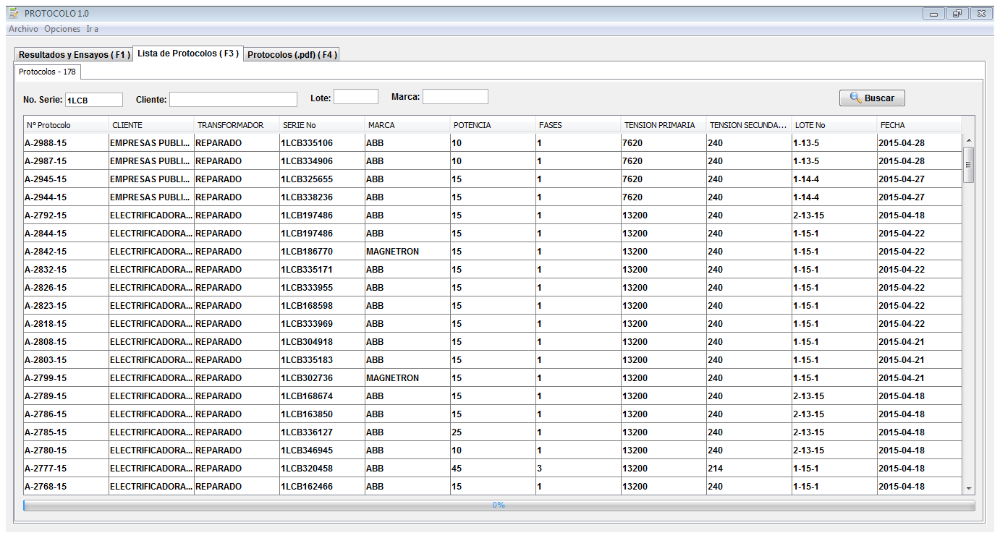 PROTOCOLO 1.0
Archivo Opciones Ir a
Resultados y Ensayos ( F1 ) Lista de Protocolos ( F3 ) Protocolos (.pdf) ( F4 )
Protocolos - 178
No. Serie: 1LCB Cliente: Lote: Marca: Buscar
Nº Protocolo CLIENTE TRANSFORMADOR SERIE No MARCA POTENCIA FASES TENSION PRIMARIA TENSION SECUNDA... LOTE No FECHA
A-2988-15 EMPRESAS PUBLI... REPARADO 1LCB335106 ABB 10 1 7620 240 1-13-5 2015-04-28
A-2987-15 EMPRESAS PUBLI... REPARADO 1LCB334906 ABB 10 1 7620 240 1-13-5 2015-04-28
A-2945-15 EMPRESAS PUBLI... REPARADO 1LCB325655 ABB 15 1 7620 240 1-14-4 2015-04-27
A-2944-15 EMPRESAS PUBLI... REPARADO 1LCB338236 ABB 15 1 7620 240 1-14-4 2015-04-27
A-2792-15 ELECTRIFICADORA... REPARADO 1LCB197486 ABB 15 1 13200 240 2-13-15 2015-04-18
A-2844-15 ELECTRIFICADORA... REPARADO 1LCB197486 ABB 15 1 13200 240 1-15-1 2015-04-22
A-2842-15 ELECTRIFICADORA... REPARADO 1LCB186770 MAGNETRON 15 1 13200 240 1-15-1 2015-04-22
A-2832-15 ELECTRIFICADORA... REPARADO 1LCB335171 ABB 15 1 13200 240 1-15-1 2015-04-22
A-2826-15 ELECTRIFICADORA... REPARADO 1LCB333955 ABB 15 1 13200 240 1-15-1 2015-04-22
A-2823-15 ELECTRIFICADORA... REPARADO 1LCB168598 ABB 15 1 13200 240 1-15-1 2015-04-22
A-2818-15 ELECTRIFICADORA... REPARADO 1LCB333969 ABB 15 1 13200 240 1-15-1 2015-04-22
A-2808-15 ELECTRIFICADORA... REPARADO 1LCB304918 ABB 15 1 13200 240 1-15-1 2015-04-21
A-2803-15 ELECTRIFICADORA... REPARADO 1LCB335183 ABB 15 1 13200 240 1-15-1 2015-04-21
A-2799-15 ELECTRIFICADORA... REPARADO 1LCB302736 MAGNETRON 15 1 13200 240 1-15-1 2015-04-21
A-2789-15 ELECTRIFICADORA... REPARADO 1LCB168674 ABB 15 1 13200 240 2-13-15 2015-04-18
A-2786-15 ELECTRIFICADORA... REPARADO 1LCB163850 ABB 15 1 13200 240 2-13-15 2015-04-18
A-2785-15 ELECTRIFICADORA... REPARADO 1LCB336127 ABB 25 1 13200 240 2-13-15 2015-04-18
A-2780-15 ELECTRIFICADORA... REPARADO 1LCB346945 ABB 10 1 13200 240 2-13-15 2015-04-18
A-2777-15 ELECTRIFICADORA... REPARADO 1LCB320458 ABB 45 3 13200 214 1-15-1 2015-04-18
A-2768-15 ELECTRIFICADORA... REPARADO 1LCB162466 ABB 15 1 13200 240 1-15-1 2015-04-18
0%